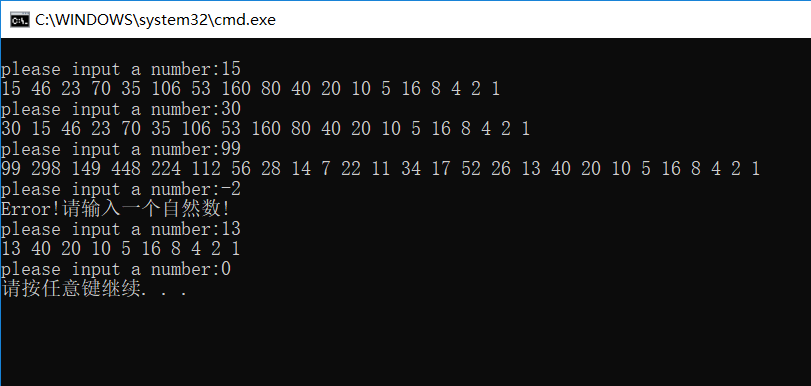 C:\WINDOWS\system32\cmd.exe
please input a number:15
15 46 23 70 35 106 53 160 80 40 20 10 5 16 8 4 2 1
please input a number:30
30 15 46 23 70 35 106 53 160 80 40 20 10 5 16 8 4 2 1
please input a number:99
99 298 149 448 224 112 56 28 14 7 22 11 34 17 52 26 13 40 20 10 5 16 8 4 2 1
please input a number:-2
Error!请输入一个自然数!
please input a number:13
13 40 20 10 5 16 8 4 2 1
please input a number:0
请按任意键继续. . .